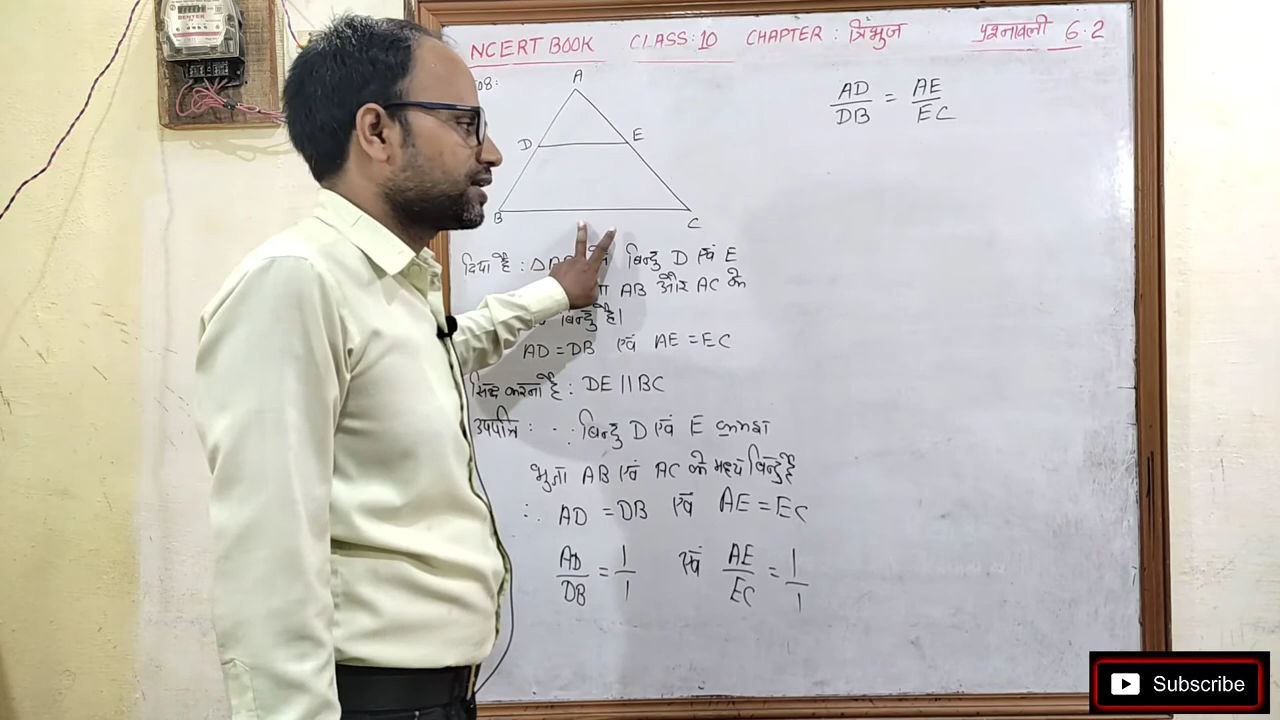 NCERT BOOK CLASS:10 CHAPTER: त्रिभुज प्रश्नावली 6.2
08:
A
D E
B C
दिया है: बिन्दु D एवं E
AB और AC के
बिन्दु है।
AD = DB एवं AE = EC
सिद्ध करना है: DE || BC
उपपत्ति: ∵ बिन्दु D एवं E क्रमशः
भुजा AB एवं AC के मध्य बिन्दु है
∴ AD = DB एवं AE = EC
AD/DB = 1/1 एवं AE/EC = 1/1
AD/DB = AE/EC
Subscribe